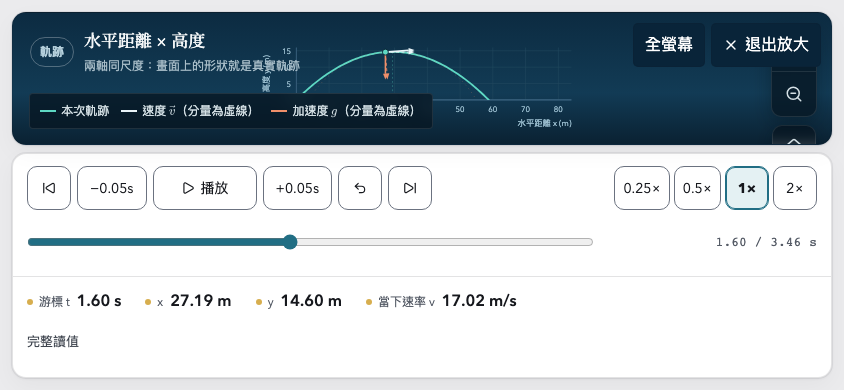 軌跡
水平距離 × 高度
兩軸同尺度：畫面上的形狀就是真實軌跡
全螢幕
× 退出放大
15
5
50 60 70 80
水平距離 x (m)
本次軌跡 速度 v⃗（分量為虛線） 加速度 g（分量為虛線）
−0.05s 播放 +0.05s 0.25× 0.5× 1× 2×
1.60 / 3.46 s
游標 t 1.60 s x 27.19 m y 14.60 m 當下速率 v 17.02 m/s
完整讀值